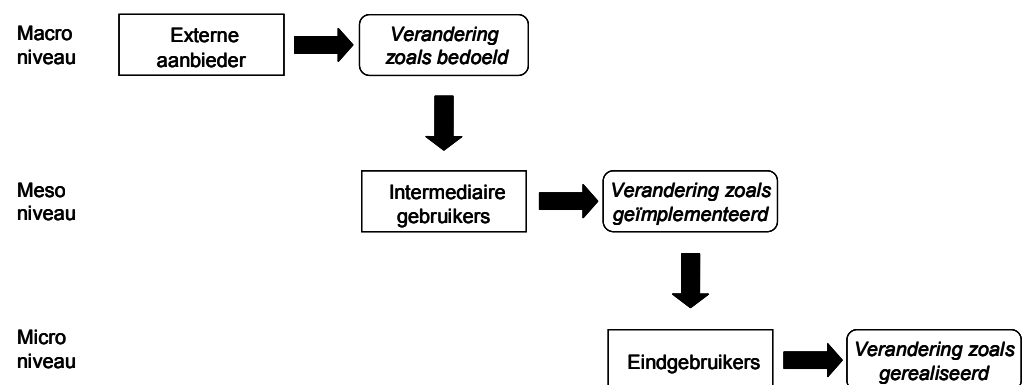 Macro
niveau
Externe
aanbieder
Verandering
zoals bedoeld
Meso
niveau
Intermediaire
gebruikers
Verandering zoals
geïmplementeerd
Micro
niveau
Eindgebruikers
Verandering zoals
gerealiseerd